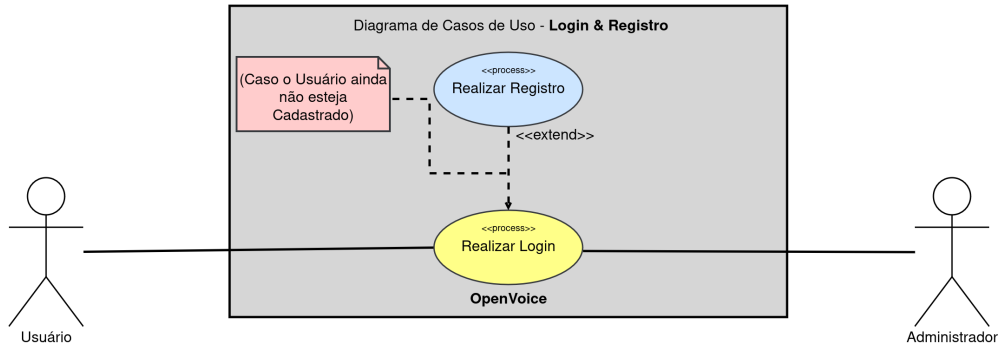 Diagrama de Casos de Uso - Login & Registro
(Caso o Usuário ainda
não esteja
Cadastrado)
<<process>>
Realizar Registro
<<extend>>
<<process>>
Realizar Login
OpenVoice
Usuário
Administrador